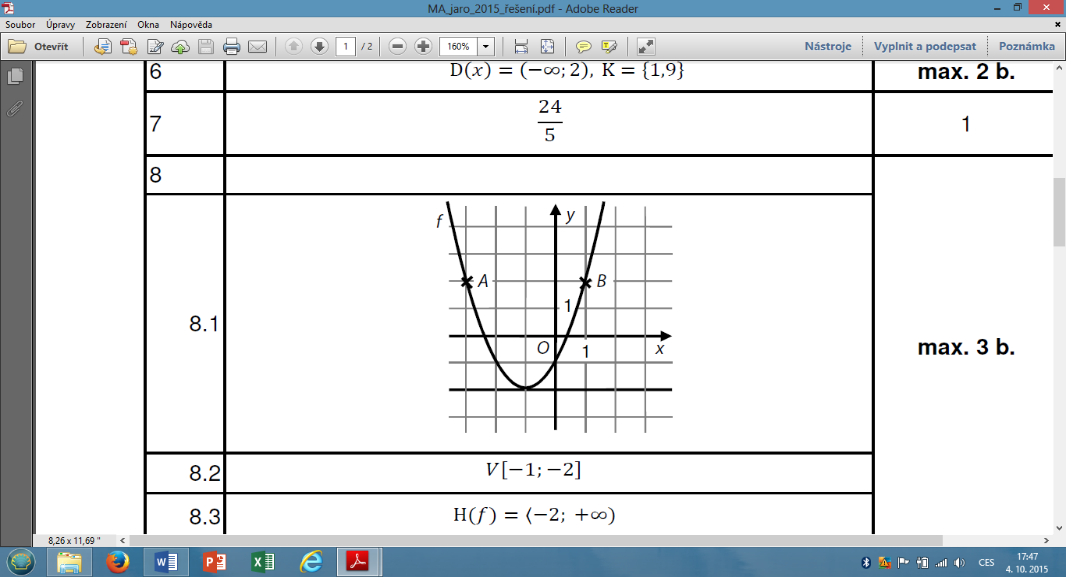 MA_jaro_2015_řešení.pdf - Adobe Reader
Soubor Úpravy Zobrazení Okna Nápověda
Otevřít 1 / 2 160% Nástroje Vyplnit a podepsat Poznámka
6 D(x) = (−∞; 2), K = {1,9} max. 2 b.
7 24/5 1
8
f y
A B
1
8.1 O 1 x max. 3 b.
8.2 V[−1; −2]
8.3 H(f) = ⟨−2; +∞)
8,26 x 11,69 "
CES 17:47
4. 10. 2015